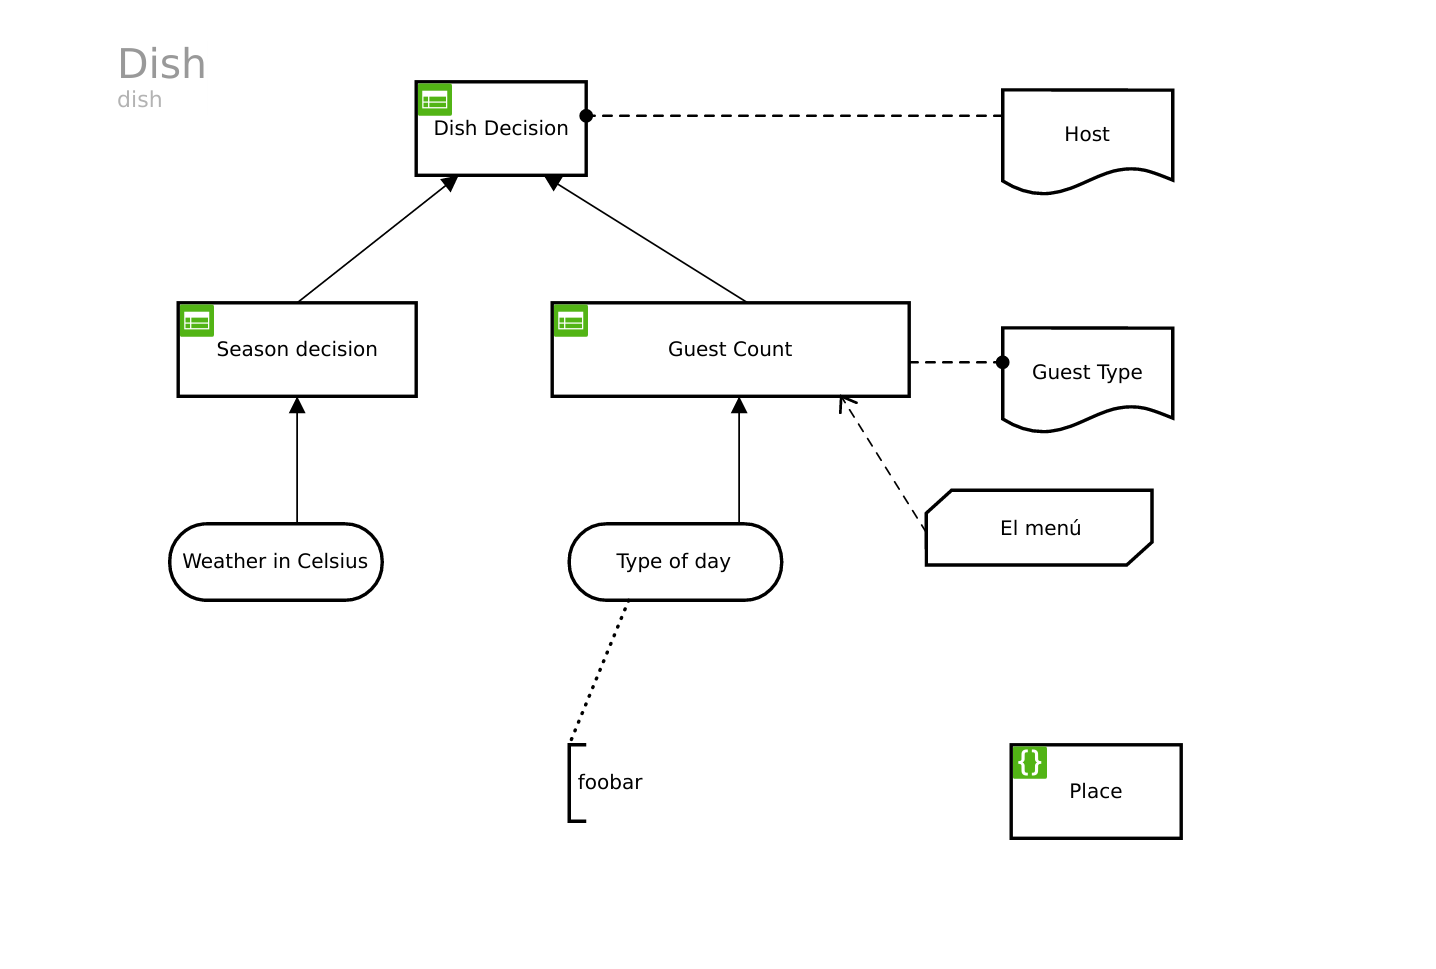 Dish
dish
Dish Decision
Host
Season decision
Guest Count
Guest Type
El menú
Weather in Celsius
Type of day
foobar
{}
Place